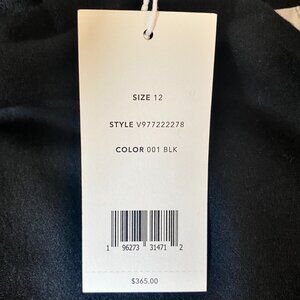 SIZE 12
STYLE V977222278
COLOR 001 BLK
1 96273 31471 2
$365.00